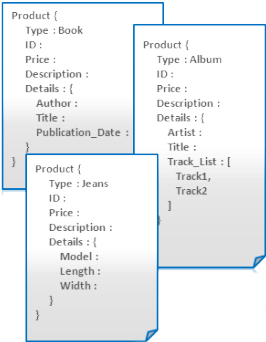 Product {
Type : Book
ID :
Price :
Description :
Details : {
Author :
Title :
Publication_Date :
}
}
Product {
Type : Album
ID :
Price :
Description :
Details : {
Artist :
Title :
Track_List : [
Track1,
Track2
]
}
Product {
Type : Jeans
ID :
Price :
Description :
Details : {
Model :
Length :
Width :
}
}